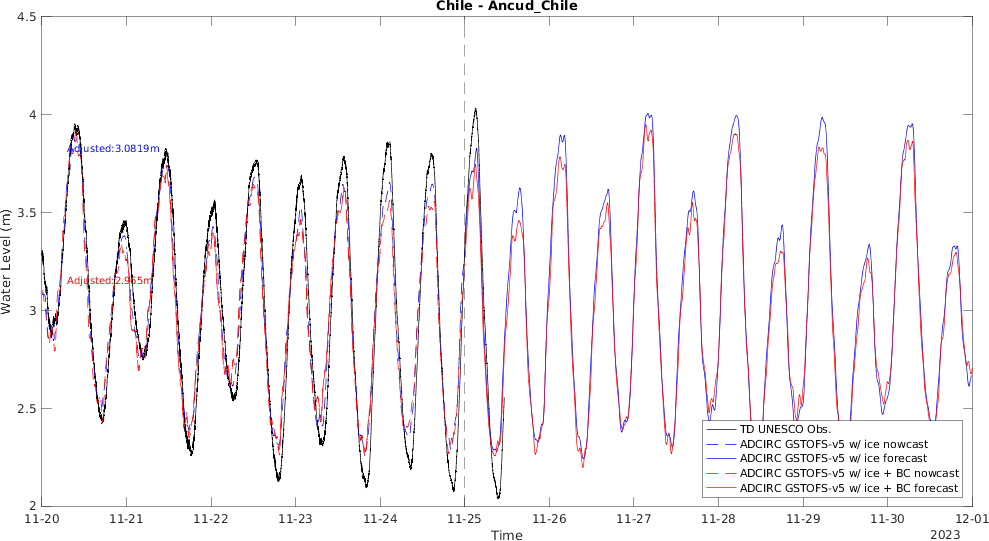 Chile - Ancud_Chile
4.5
4
3.5
3
2.5
2
Water Level (m)
Adjusted:3.0819m
Adjusted:2.965m
TD UNESCO Obs.
ADCIRC GSTOFS-v5 w/ ice nowcast
ADCIRC GSTOFS-v5 w/ ice forecast
ADCIRC GSTOFS-v5 w/ ice + BC nowcast
ADCIRC GSTOFS-v5 w/ ice + BC forecast
11-20 11-21 11-22 11-23 11-24 11-25 11-26 11-27 11-28 11-29 11-30 12-01
Time
2023